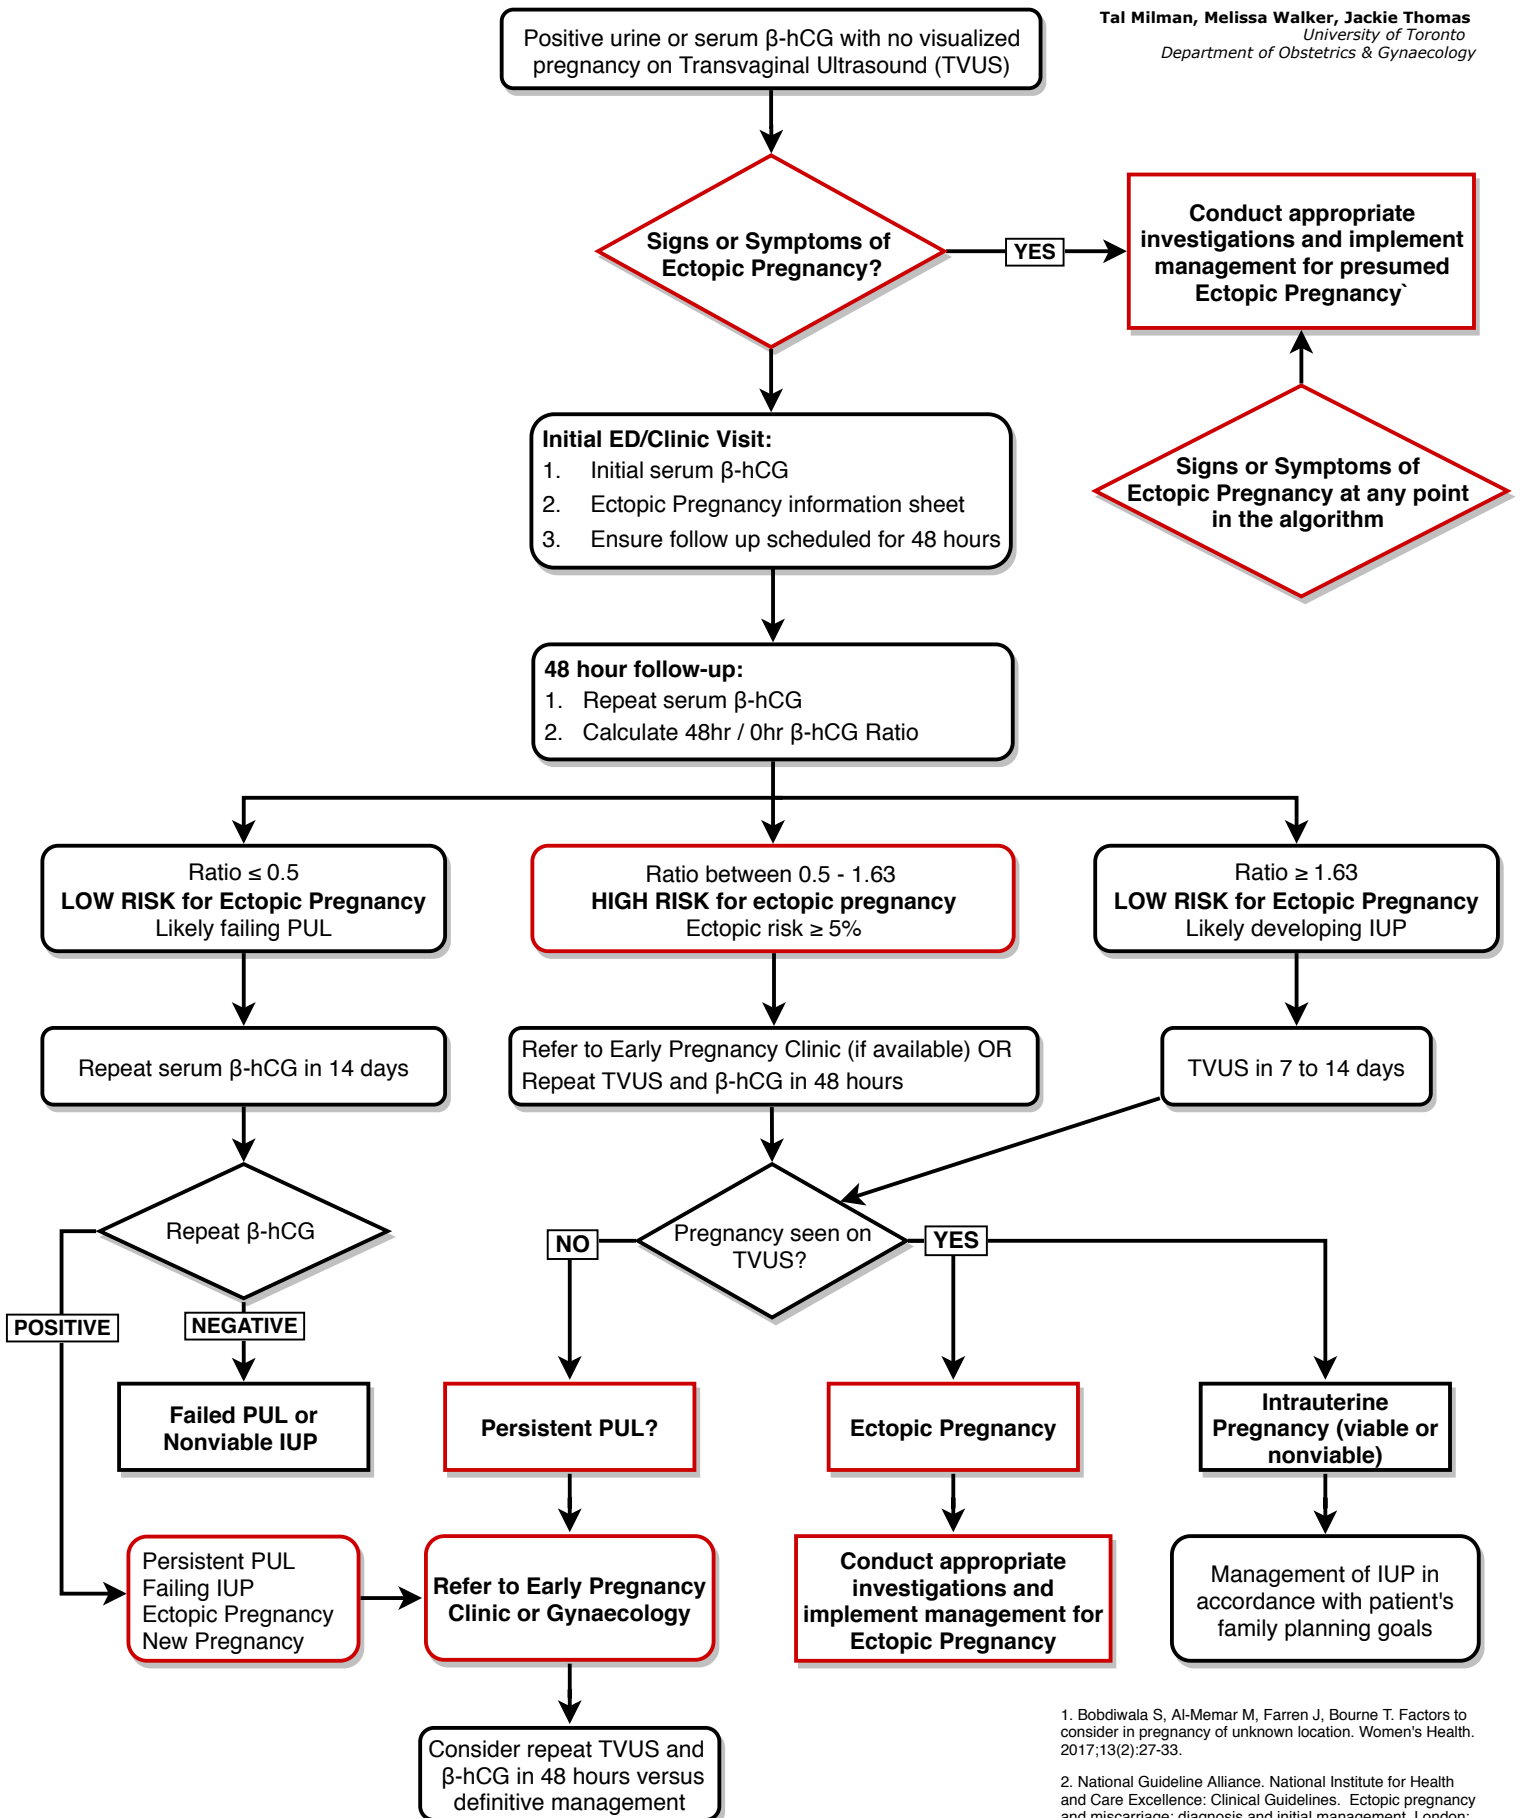 Tal Milman, Melissa Walker, Jackie Thomas
University of Toronto
Department of Obstetrics & Gynaecology
Positive urine or serum β-hCG with no visualized
pregnancy on Transvaginal Ultrasound (TVUS)
Signs or Symptoms of
Ectopic Pregnancy?
YES
Conduct appropriate
investigations and implement
management for presumed
Ectopic Pregnancy`
Signs or Symptoms of
Ectopic Pregnancy at any point
in the algorithm
Initial ED/Clinic Visit:
1. Initial serum β-hCG
2. Ectopic Pregnancy information sheet
3. Ensure follow up scheduled for 48 hours
48 hour follow-up:
1. Repeat serum β-hCG
2. Calculate 48hr / 0hr β-hCG Ratio
Ratio ≤ 0.5
LOW RISK for Ectopic Pregnancy
Likely failing PUL
Ratio between 0.5 - 1.63
HIGH RISK for ectopic pregnancy
Ectopic risk ≥ 5%
Ratio ≥ 1.63
LOW RISK for Ectopic Pregnancy
Likely developing IUP
Repeat serum β-hCG in 14 days
Refer to Early Pregnancy Clinic (if available) OR
Repeat TVUS and β-hCG in 48 hours
TVUS in 7 to 14 days
Repeat β-hCG
Pregnancy seen on
TVUS?
NO
YES
POSITIVE
NEGATIVE
Failed PUL or
Nonviable IUP
Persistent PUL?
Ectopic Pregnancy
Intrauterine
Pregnancy (viable or
nonviable)
Persistent PUL
Failing IUP
Ectopic Pregnancy
New Pregnancy
Refer to Early Pregnancy
Clinic or Gynaecology
Conduct appropriate
investigations and
implement management for
Ectopic Pregnancy
Management of IUP in
accordance with patient's
family planning goals
Consider repeat TVUS and
β-hCG in 48 hours versus
definitive management
1. Bobdiwala S, Al-Memar M, Farren J, Bourne T. Factors to
consider in pregnancy of unknown location. Women's Health.
2017;13(2):27-33.
2. National Guideline Alliance. National Institute for Health
and Care Excellence: Clinical Guidelines. Ectopic pregnancy
and miscarriage: diagnosis and initial management. London: